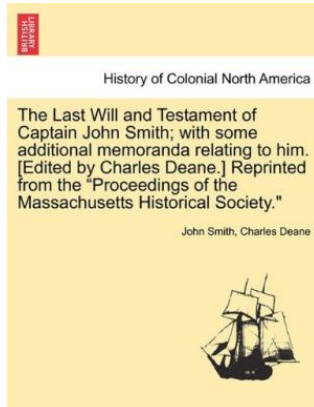 BRITISH
LIBRARY
History of Colonial North America
The Last Will and Testament of
Captain John Smith; with some
additional memoranda relating to him.
[Edited by Charles Deane.] Reprinted
from the "Proceedings of the
Massachusetts Historical Society."
John Smith, Charles Deane